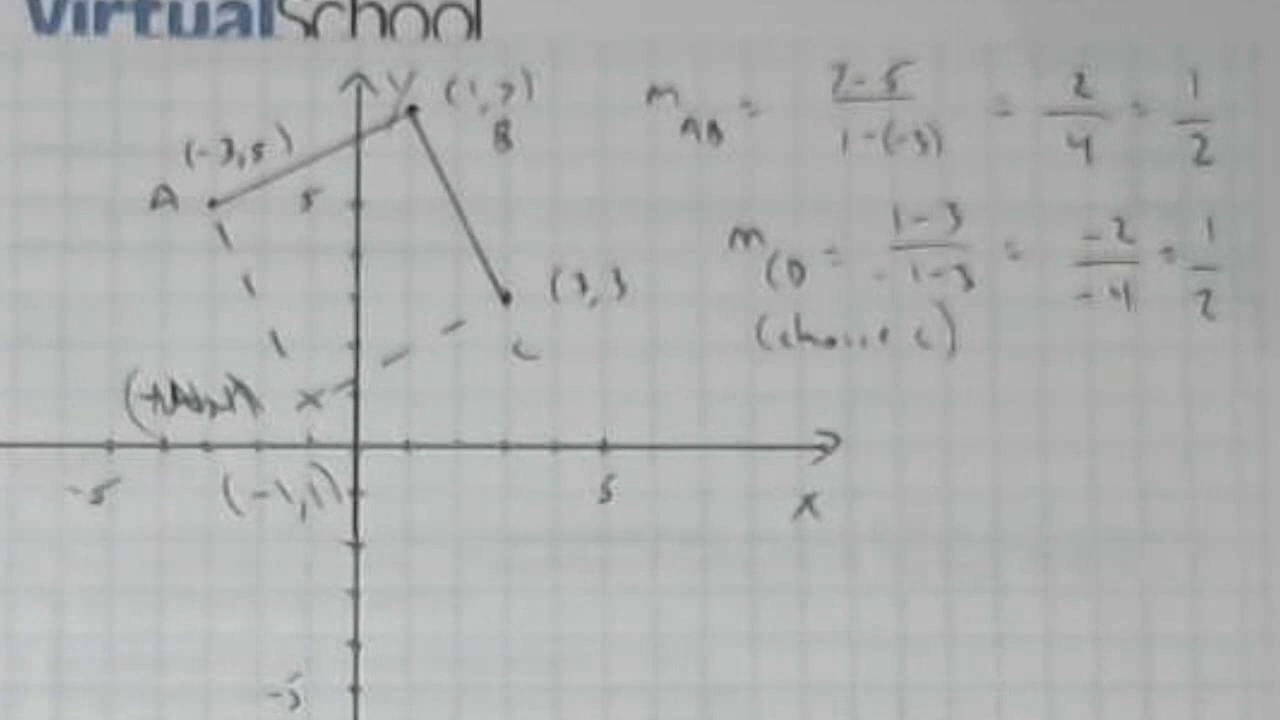 VirtualSchool
y
(1,7)
B
(-3,5)
A
5
(3,3
C
(-1,1)
-5
5
x
-5
m AB = 7-5 / 1-(-3) = 2/4 = 1/2
m CD = 1-3 / -1-3 = -2/-4 = 1/2
(choice c)